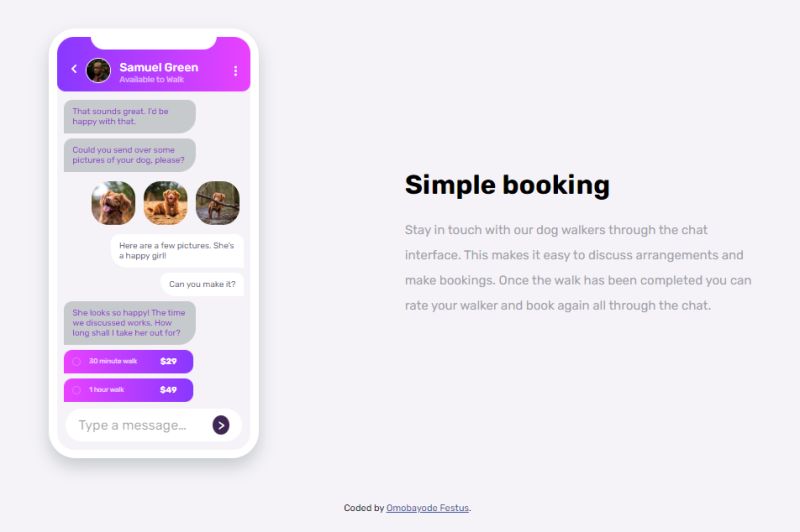 Samuel Green
Available to Walk
That sounds great. I'd be
happy with that.
Could you send over some
pictures of your dog, please?
Here are a few pictures. She's
a happy girl!
Can you make it?
She looks so happy! The time
we discussed works. How
long shall I take her out for?
30 minute walk $29
1 hour walk $49
Type a message…
Simple booking
Stay in touch with our dog walkers through the chat
interface. This makes it easy to discuss arrangements and
make bookings. Once the walk has been completed you can
rate your walker and book again all through the chat.
Coded by Omobayode Festus.